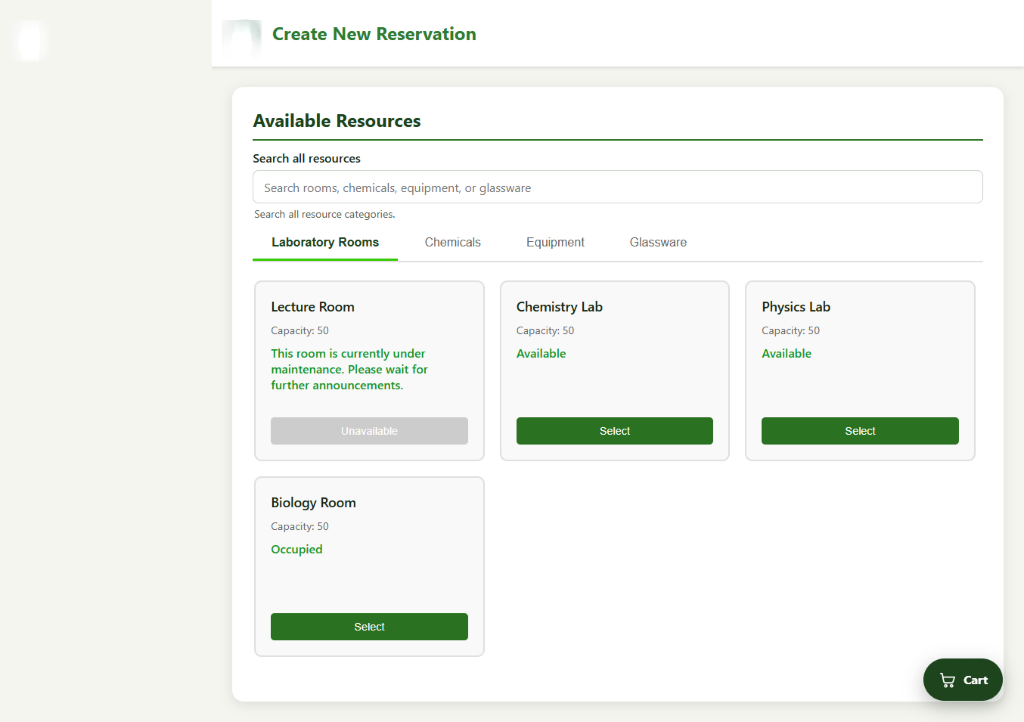 Create New Reservation
Available Resources
Search all resources
Search rooms, chemicals, equipment, or glassware
Search all resource categories.
Laboratory Rooms
Chemicals
Equipment
Glassware
Lecture Room
Capacity: 50
This room is currently under
maintenance. Please wait for
further announcements.
Unavailable
Chemistry Lab
Capacity: 50
Available
Select
Physics Lab
Capacity: 50
Available
Select
Biology Room
Capacity: 50
Occupied
Select
Cart